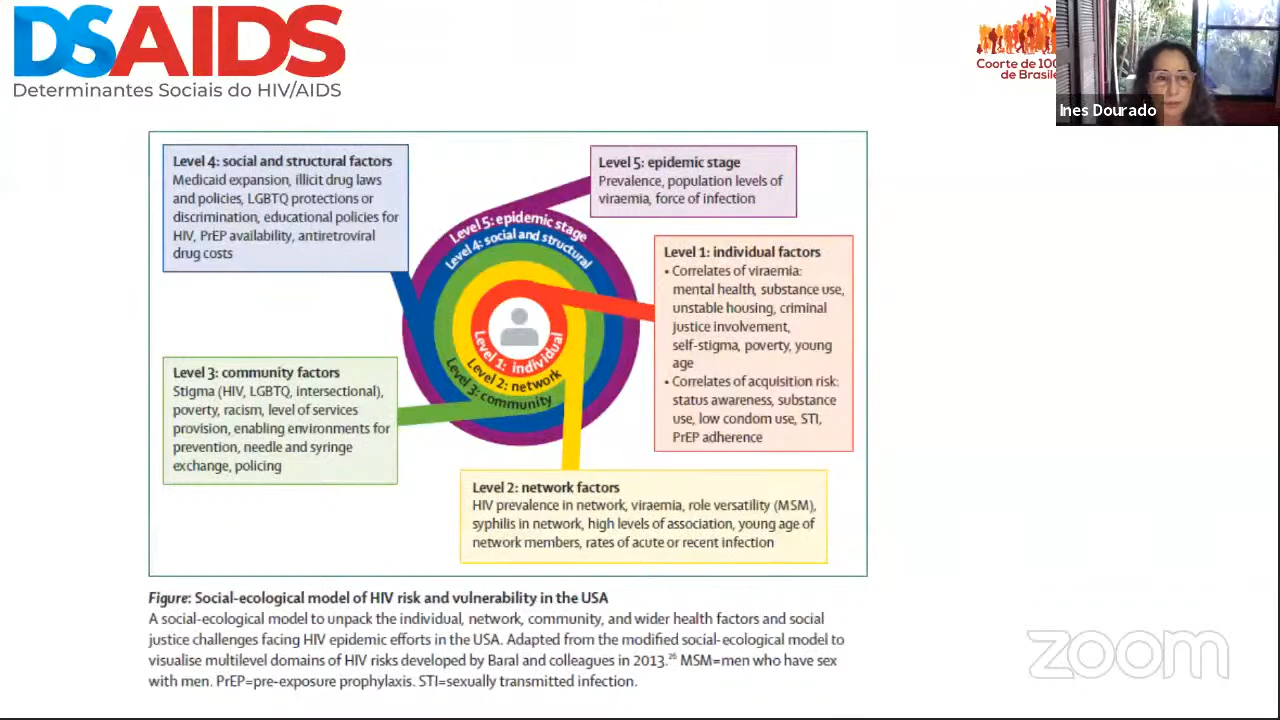 DSAIDS
Determinantes Sociais do HIV/AIDS
Coorte de 100
de Brasile
Ines Dourado
Level 4: social and structural factors
Medicaid expansion, illicit drug laws
and policies, LGBTQ protections or
discrimination, educational policies for
HIV, PrEP availability, antiretroviral
drug costs
Level 5: epidemic stage
Prevalence, population levels of
viraemia, force of infection
Level 5: epidemic stage
Level 4: social and structural
Level 1: individual
Level 2: network
Level 3: community
Level 1: individual factors
• Correlates of viraemia:
mental health, substance use,
unstable housing, criminal
justice involvement,
self-stigma, poverty, young
age
• Correlates of acquisition risk:
status awareness, substance
use, low condom use, STI,
PrEP adherence
Level 3: community factors
Stigma (HIV, LGBTQ, intersectional),
poverty, racism, level of services
provision, enabling environments for
prevention, needle and syringe
exchange, policing
Level 2: network factors
HIV prevalence in network, viraemia, role versatility (MSM),
syphilis in network, high levels of association, young age of
network members, rates of acute or recent infection
Figure: Social-ecological model of HIV risk and vulnerability in the USA
A social-ecological model to unpack the individual, network, community, and wider health factors and social
justice challenges facing HIV epidemic efforts in the USA. Adapted from the modified social-ecological model to
visualise multilevel domains of HIV risks developed by Baral and colleagues in 2013.²⁶ MSM=men who have sex
with men. PrEP=pre-exposure prophylaxis. STI=sexually transmitted infection.
zoom